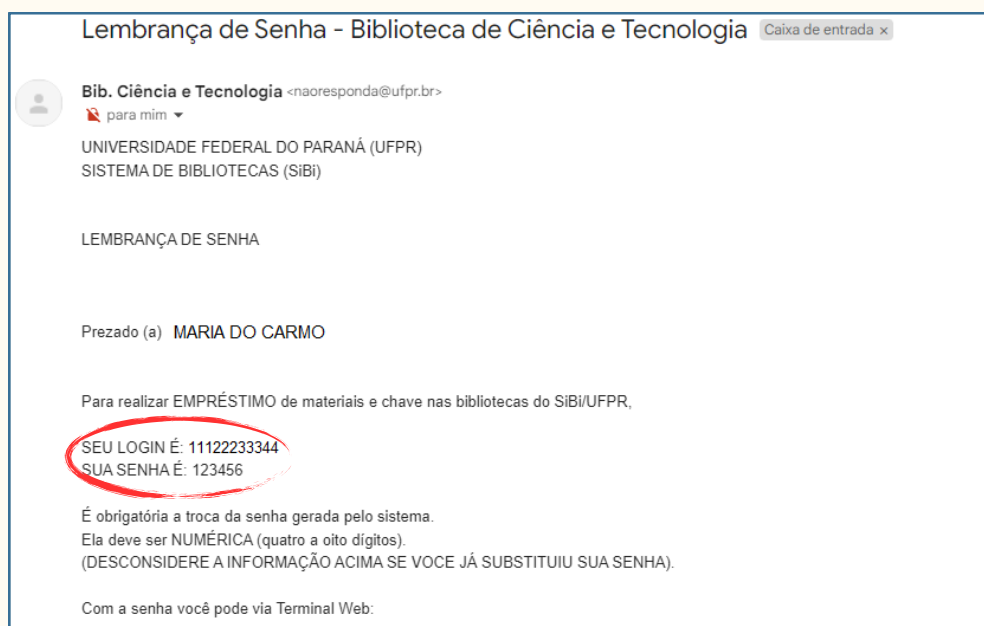 Lembrança de Senha - Biblioteca de Ciência e Tecnologia Caixa de entrada x
Bib. Ciência e Tecnologia <naoresponda@ufpr.br>
para mim
UNIVERSIDADE FEDERAL DO PARANÁ (UFPR)
SISTEMA DE BIBLIOTECAS (SiBi)
LEMBRANÇA DE SENHA
Prezado (a) MARIA DO CARMO
Para realizar EMPRÉSTIMO de materiais e chave nas bibliotecas do SiBi/UFPR,
SEU LOGIN É: 11122233344
SUA SENHA É: 123456
É obrigatória a troca da senha gerada pelo sistema.
Ela deve ser NUMÉRICA (quatro a oito dígitos).
(DESCONSIDERE A INFORMAÇÃO ACIMA SE VOCE JÁ SUBSTITUIU SUA SENHA).
Com a senha você pode via Terminal Web: